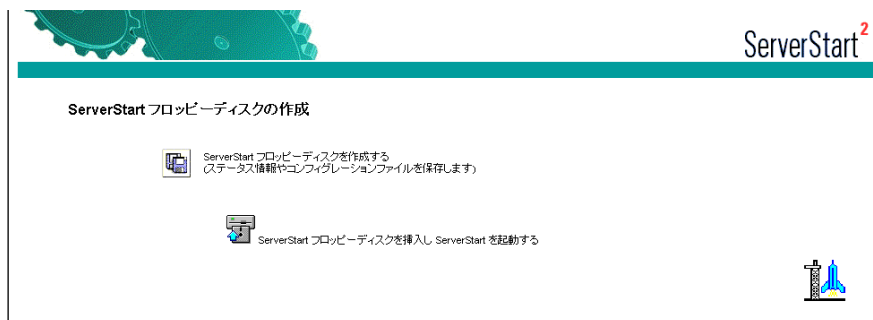 ServerStart2
ServerStart フロッピーディスクの作成
ServerStart フロッピーディスクを作成する
(ステータス情報やコンフィグレーションファイルを保存します)
ServerStart フロッピーディスクを挿入し ServerStart を起動する